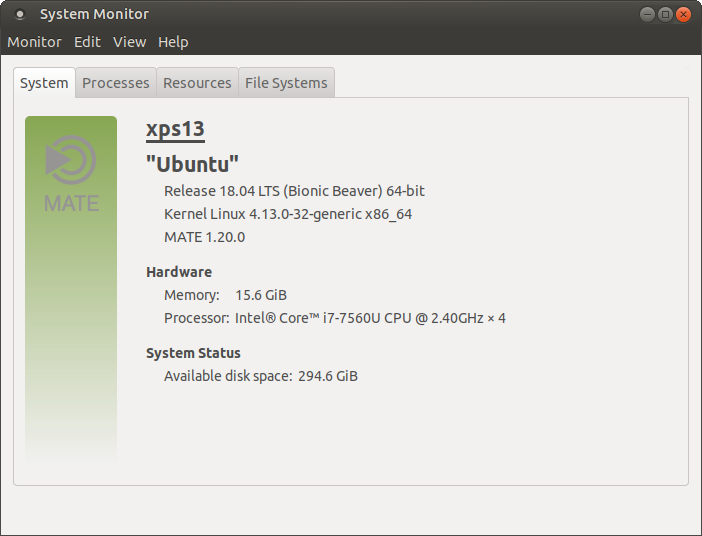 System Monitor
Monitor Edit View Help
System Processes Resources File Systems
MATE
xps13
"Ubuntu"
Release 18.04 LTS (Bionic Beaver) 64-bit
Kernel Linux 4.13.0-32-generic x86_64
MATE 1.20.0
Hardware
Memory: 15.6 GiB
Processor: Intel® Core™ i7-7560U CPU @ 2.40GHz × 4
System Status
Available disk space: 294.6 GiB